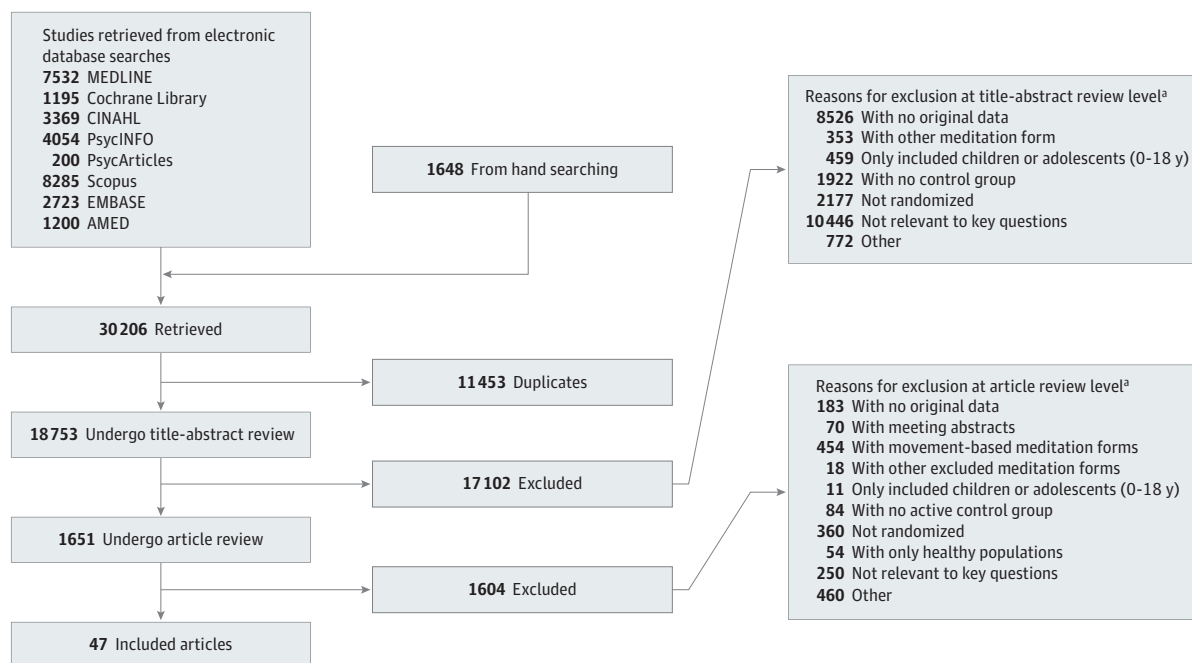 Studies retrieved from electronic
database searches
7532 MEDLINE
1195 Cochrane Library
3369 CINAHL
4054 PsycINFO
200 PsycArticles
8285 Scopus
2723 EMBASE
1200 AMED
1648 From hand searching
30206 Retrieved
11453 Duplicates
18753 Undergo title-abstract review
17102 Excluded
Reasons for exclusion at title-abstract review levelᵃ
8526 With no original data
353 With other meditation form
459 Only included children or adolescents (0-18 y)
1922 With no control group
2177 Not randomized
10446 Not relevant to key questions
772 Other
1651 Undergo article review
1604 Excluded
Reasons for exclusion at article review levelᵃ
183 With no original data
70 With meeting abstracts
454 With movement-based meditation forms
18 With other excluded meditation forms
11 Only included children or adolescents (0-18 y)
84 With no active control group
360 Not randomized
54 With only healthy populations
250 Not relevant to key questions
460 Other
47 Included articles